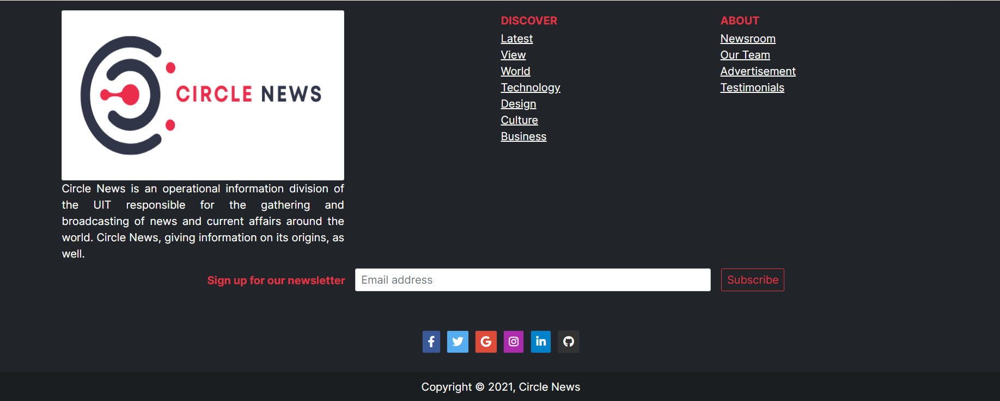 CIRCLE NEWS
Circle News is an operational information division of
the UIT responsible for the gathering and
broadcasting of news and current affairs around the
world. Circle News, giving information on its origins, as
well.
DISCOVER
Latest
View
World
Technology
Design
Culture
Business
ABOUT
Newsroom
Our Team
Advertisement
Testimonials
Sign up for our newsletter
Email address
Subscribe
Copyright © 2021, Circle News